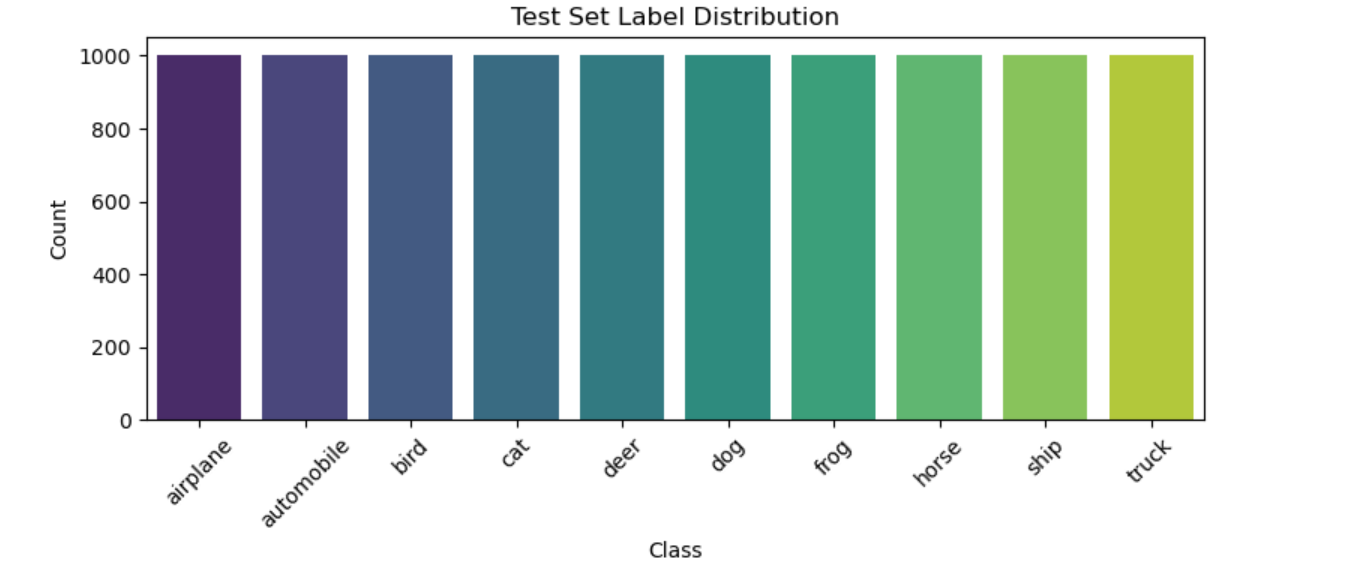 Test Set Label Distribution
1000
800
600
400
200
0
Count
airplane
automobile
bird
cat
deer
dog
frog
horse
ship
truck
Class